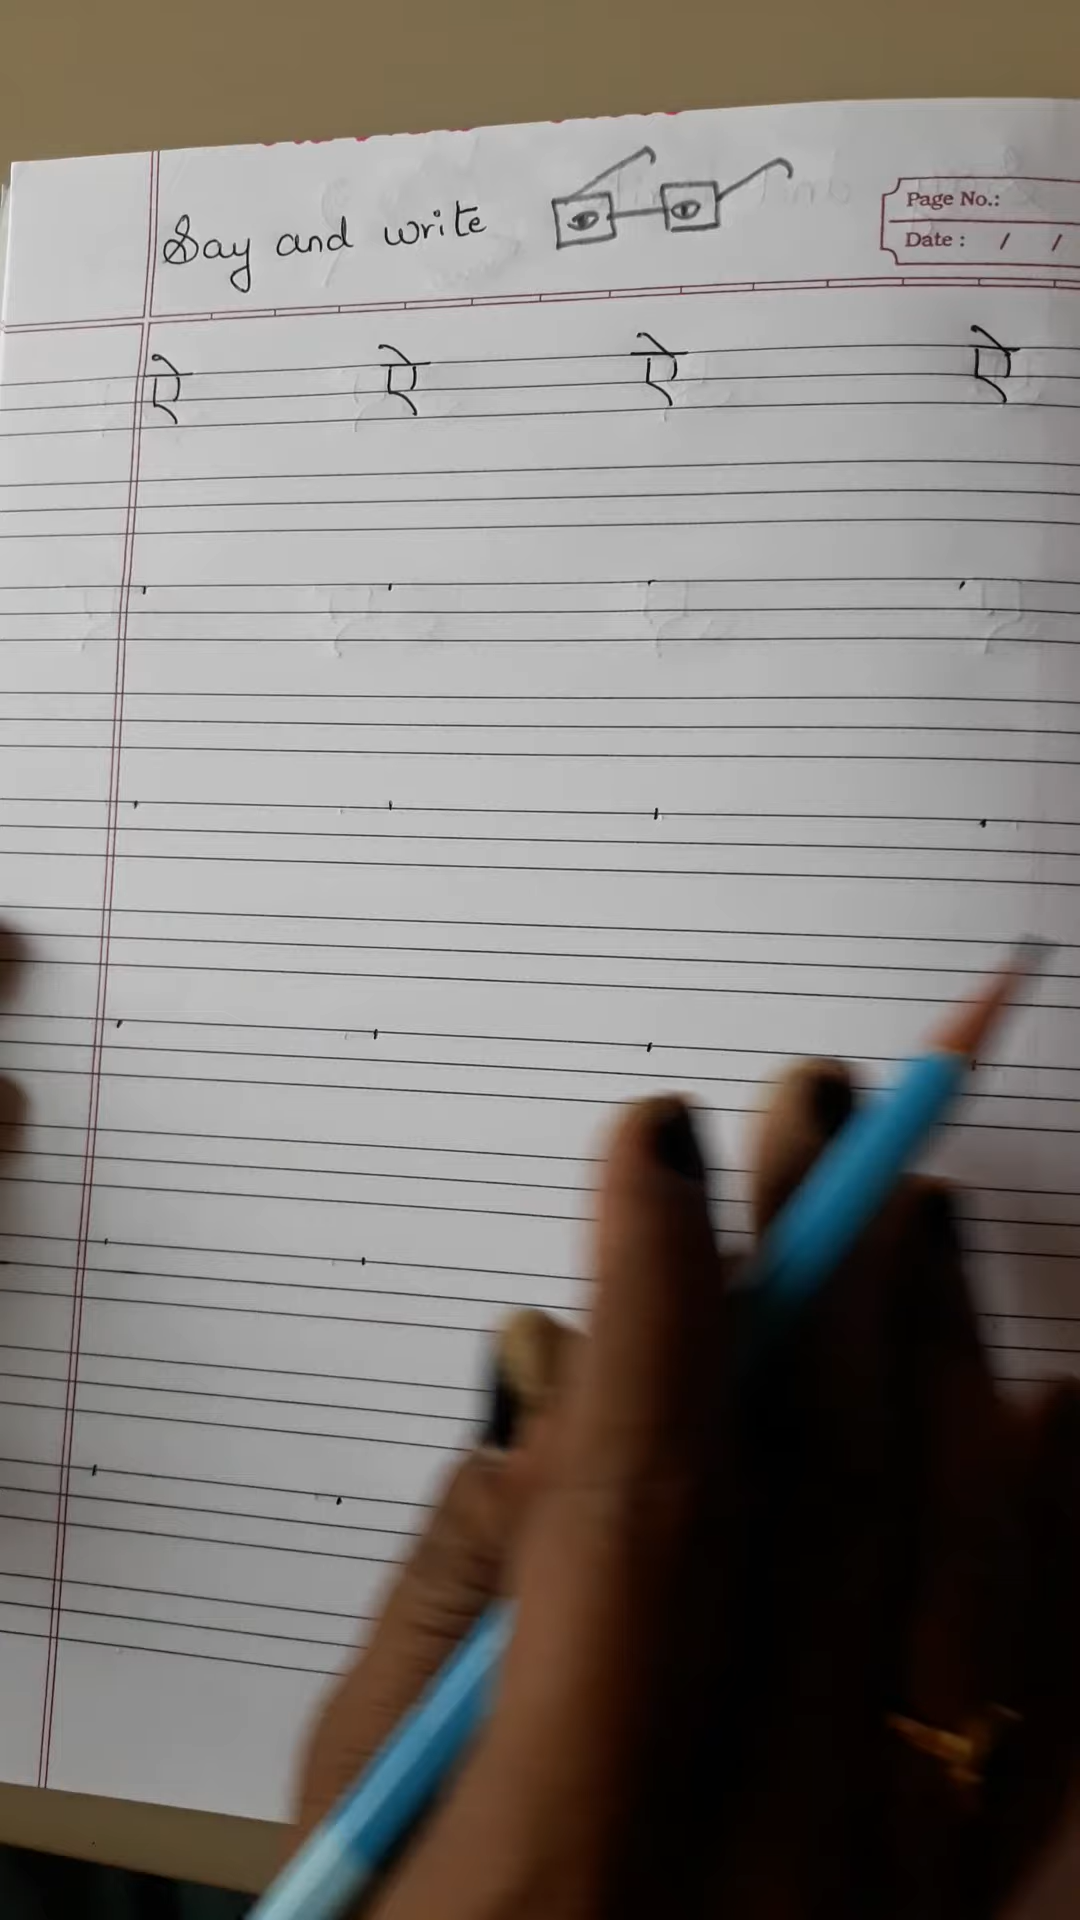 Say and write
Page No.:
Date : / /
ऐ ऐ ऐ ऐ